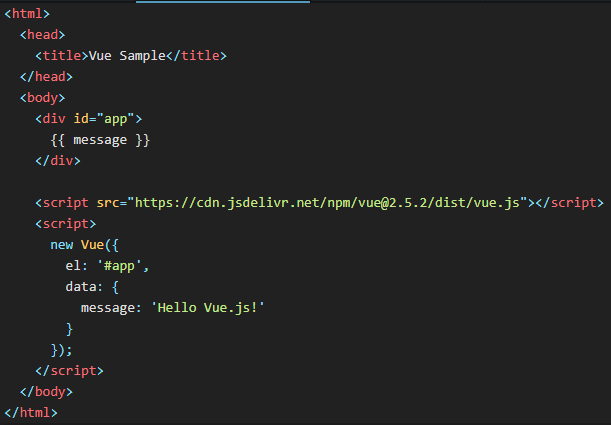 <html>
  <head>
    <title>Vue Sample</title>
  </head>
  <body>
    <div id="app">
      {{ message }}
    </div>

    <script src="https://cdn.jsdelivr.net/npm/vue@2.5.2/dist/vue.js"></script>
    <script>
      new Vue({
        el: '#app',
        data: {
          message: 'Hello Vue.js!'
        }
      });
    </script>
  </body>
</html>